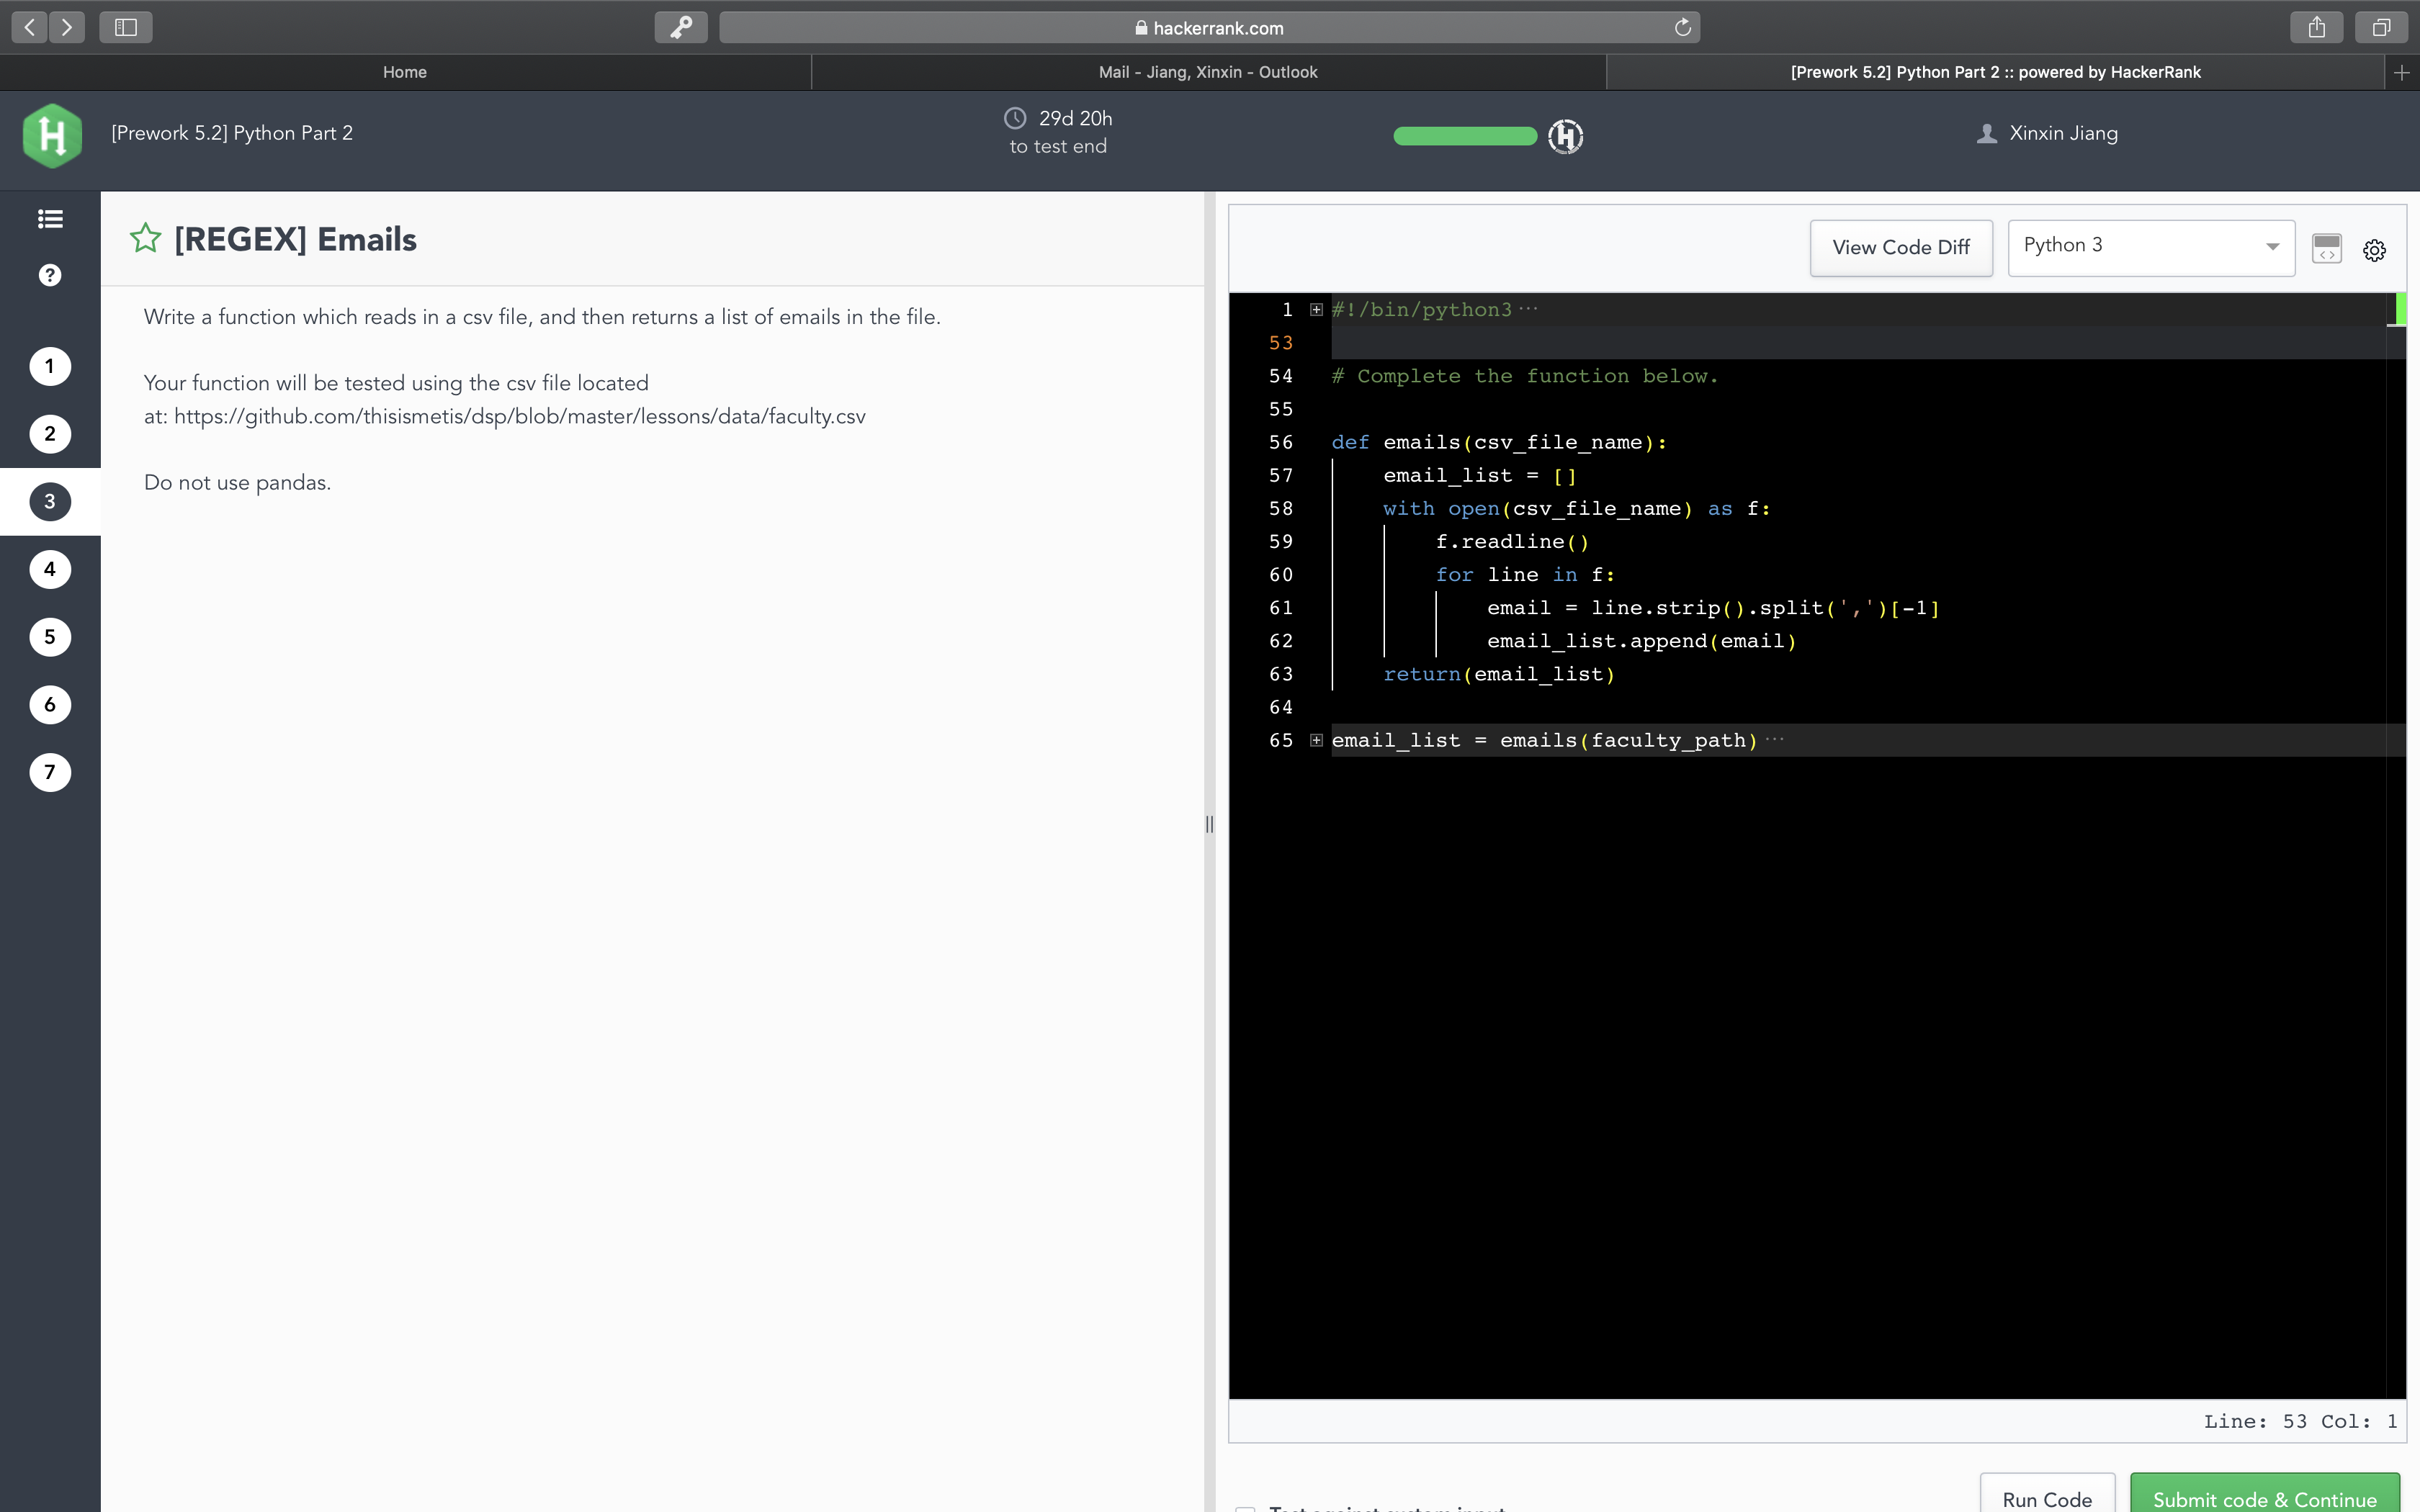 hackerrank.com
Home
Mail - Jiang, Xinxin - Outlook
[Prework 5.2] Python Part 2 :: powered by HackerRank
[Prework 5.2] Python Part 2
29d 20h
to test end
Xinxin Jiang
[REGEX] Emails
Write a function which reads in a csv file, and then returns a list of emails in the file.
Your function will be tested using the csv file located
at: https://github.com/thisismetis/dsp/blob/master/lessons/data/faculty.csv
Do not use pandas.
1
2
3
4
5
6
7
View Code Diff
Python 3
1 #!/bin/python3 ···
53
54 # Complete the function below.
55
56 def emails(csv_file_name):
57 email_list = []
58 with open(csv_file_name) as f:
59 f.readline()
60 for line in f:
61 email = line.strip().split(',')[-1]
62 email_list.append(email)
63 return(email_list)
64
65 email_list = emails(faculty_path) ···
Line: 53 Col: 1
Test against custom input
Run Code
Submit code & Continue